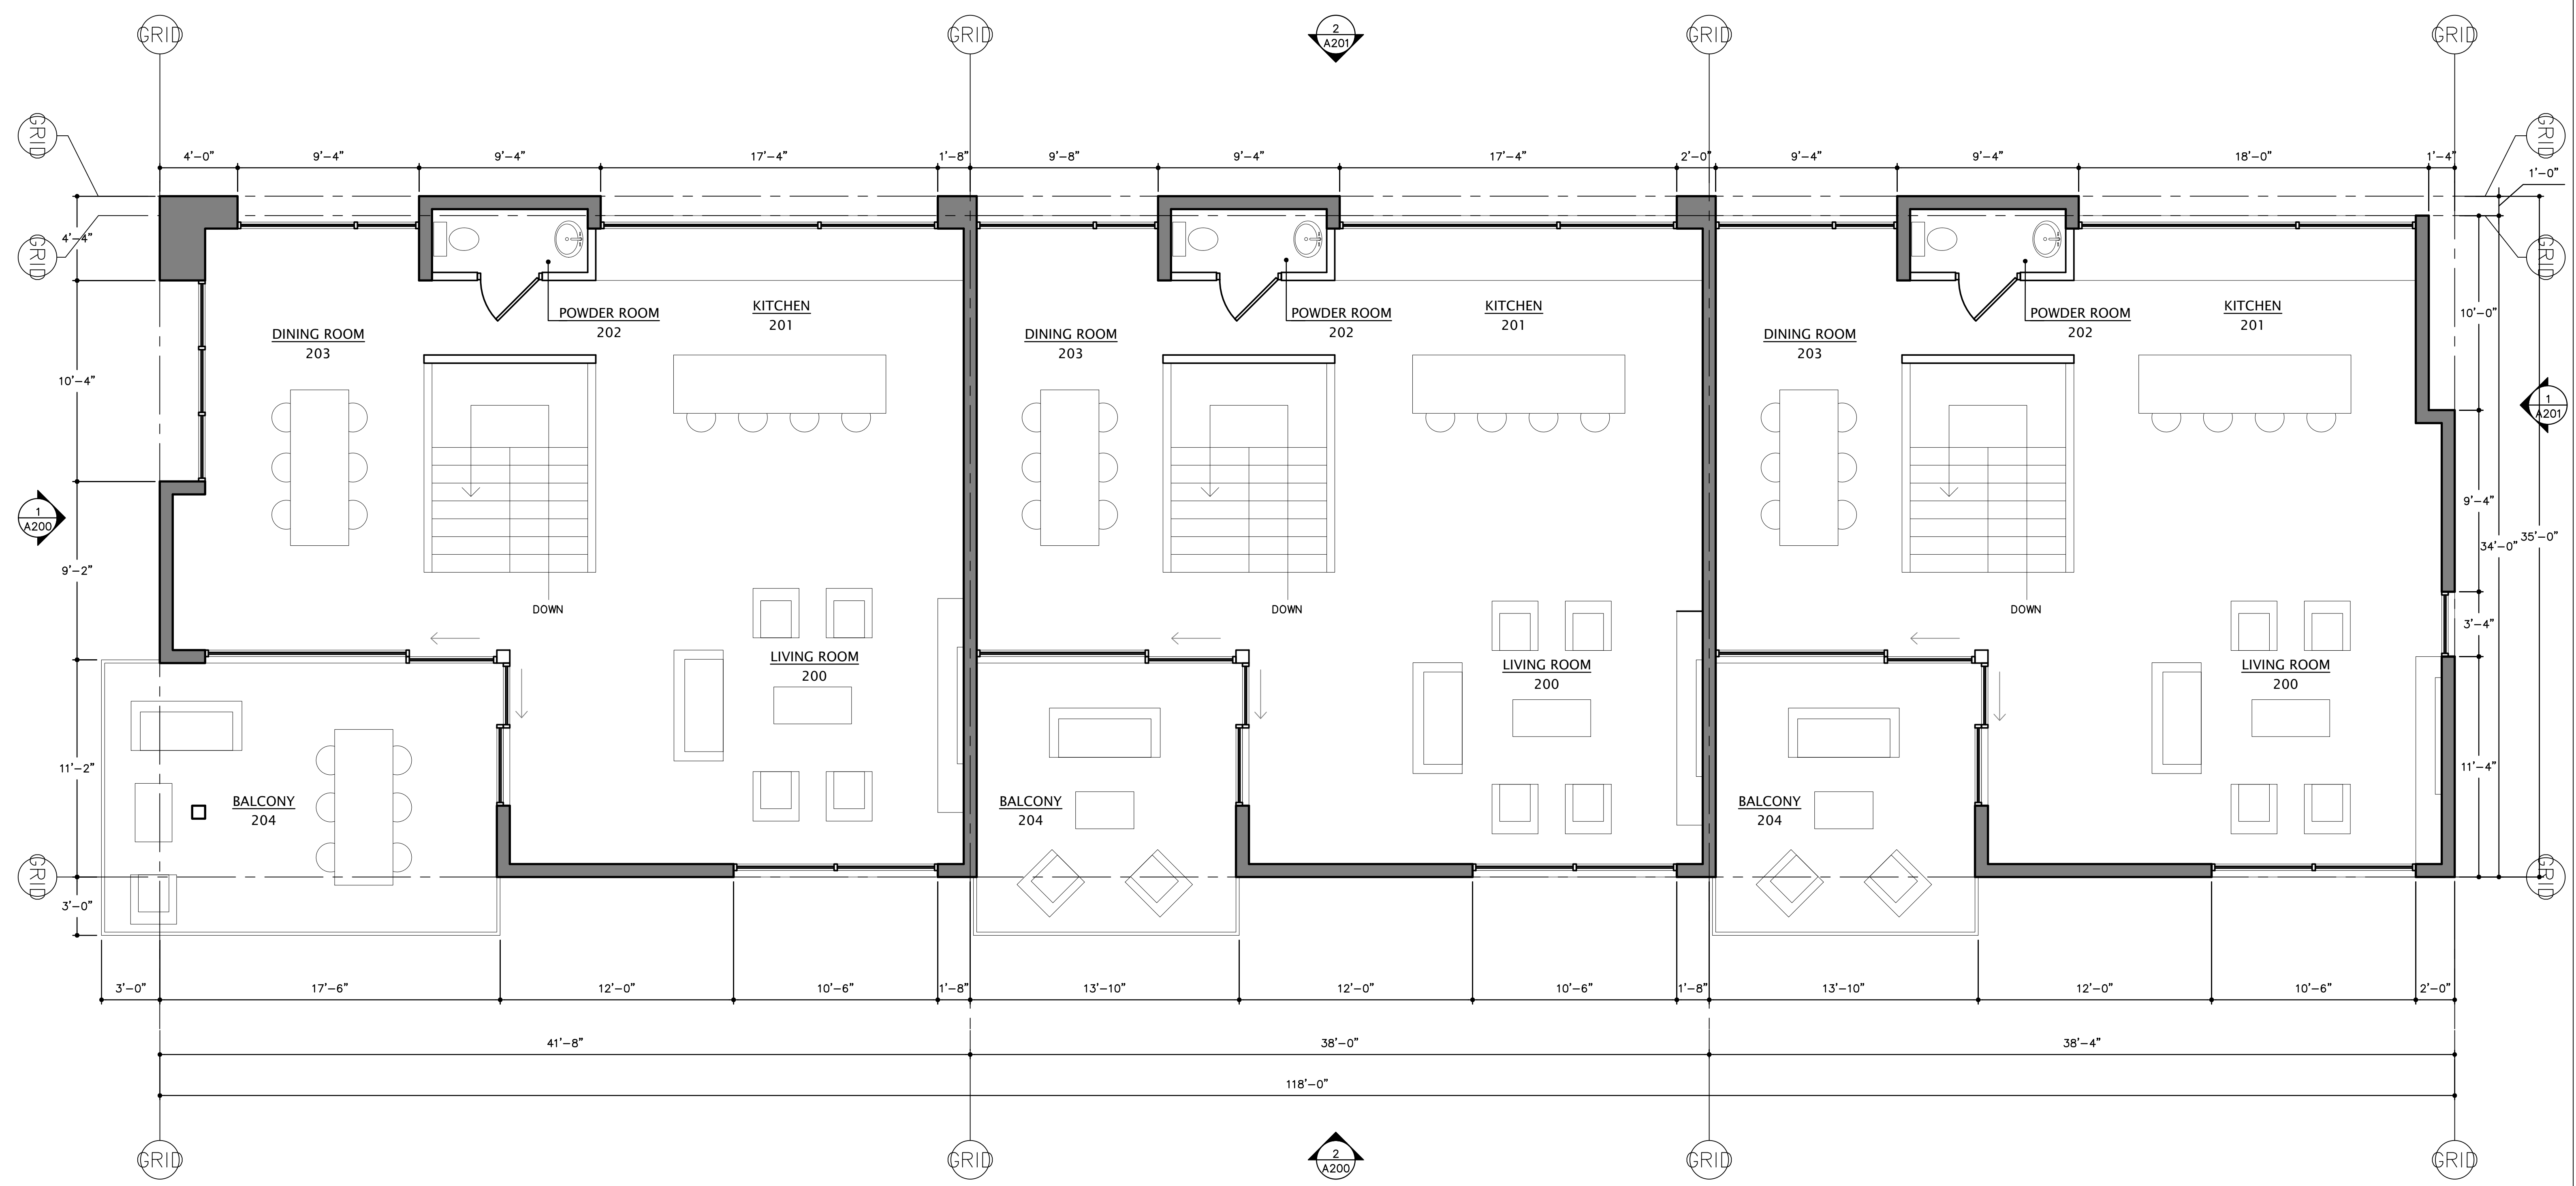 GRID GRID GRID GRID
2
A201
GRID GRID
4'-0" 9'-4" 9'-4" 17'-4" 1'-8" 9'-8" 9'-4" 17'-4" 2'-0" 9'-4" 9'-4" 18'-0" 1'-4"
1'-0"
4'-4"
GRID GRID
KITCHEN KITCHEN KITCHEN
201 201 201
POWDER ROOM POWDER ROOM POWDER ROOM
202 202 202
10'-0"
DINING ROOM DINING ROOM DINING ROOM
203 203 203
10'-4"
1
A201
9'-4"
1
A200
35'-0"
34'-0"
9'-2"
DOWN DOWN DOWN
3'-4"
LIVING ROOM LIVING ROOM LIVING ROOM
200 200 200
11'-2" 11'-4"
BALCONY BALCONY BALCONY
204 204 204
GRID GRID
3'-0"
3'-0" 17'-6" 12'-0" 10'-6" 1'-8" 13'-10" 12'-0" 10'-6" 1'-8" 13'-10" 12'-0" 10'-6" 2'-0"
41'-8" 38'-0" 38'-4"
118'-0"
GRID GRID GRID GRID
2
A200